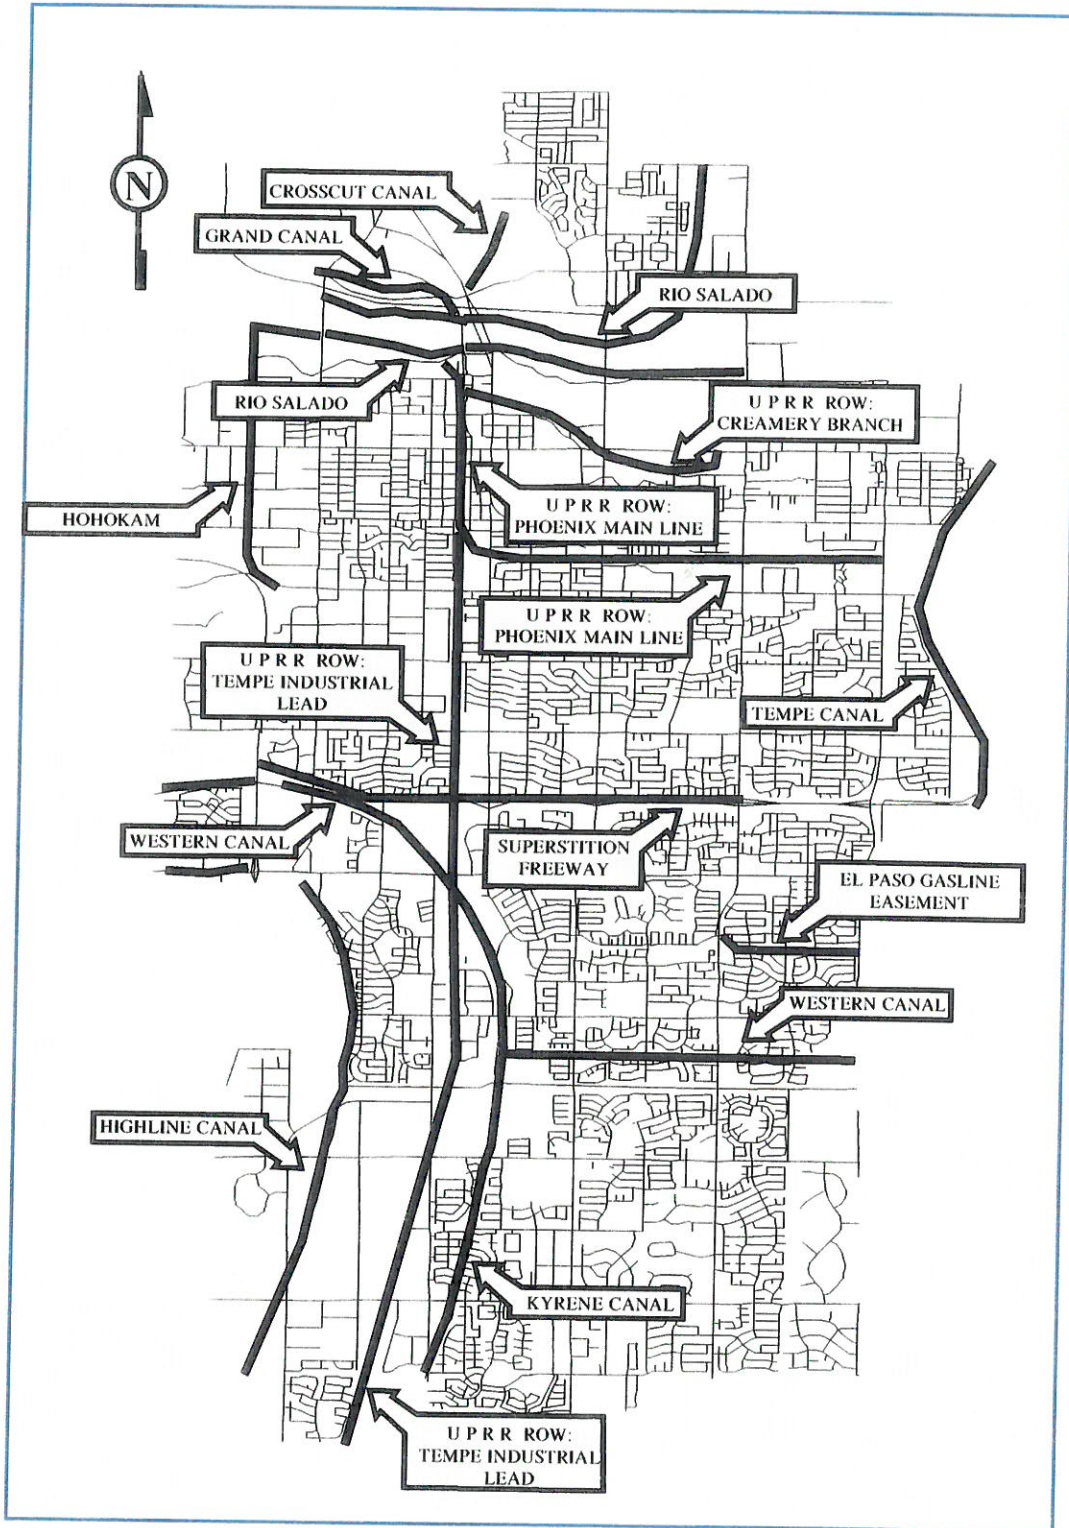 N
CROSSCUT CANAL
GRAND CANAL
RIO SALADO
RIO SALADO
U P R R ROW:
CREAMERY BRANCH
HOHOKAM
U P R R ROW:
PHOENIX MAIN LINE
U P R R ROW:
PHOENIX MAIN LINE
U P R R ROW:
TEMPE INDUSTRIAL
LEAD
TEMPE CANAL
WESTERN CANAL
SUPERSTITION
FREEWAY
EL PASO GASLINE
EASEMENT
WESTERN CANAL
HIGHLINE CANAL
KYRENE CANAL
U P R R ROW:
TEMPE INDUSTRIAL
LEAD